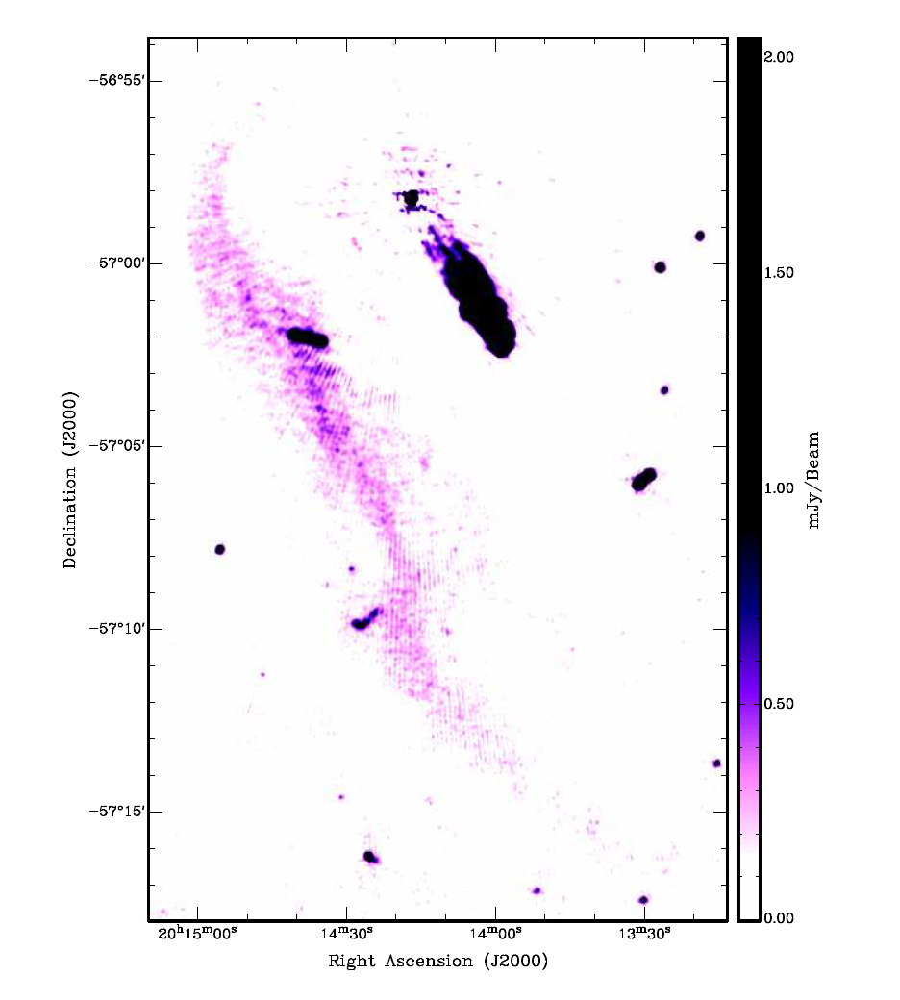 −56°55′
−57°00′
−57°05′
−57°10′
−57°15′
Declination (J2000)
20ʰ15ᵐ00ˢ
14ᵐ30ˢ
14ᵐ00ˢ
13ᵐ30ˢ
Right Ascension (J2000)
2.00
1.50
1.00
0.50
0.00
mJy/Beam